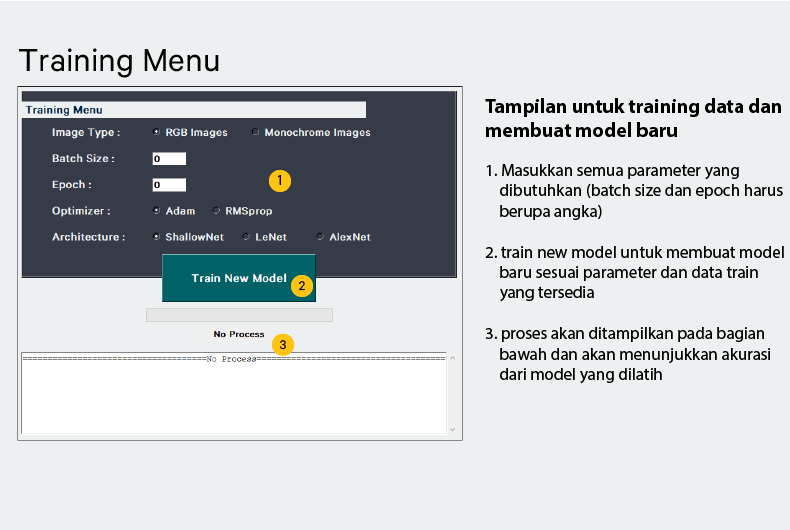 Training Menu
Training Menu
Image Type : RGB Images Monochrome Images
Batch Size : 0
Epoch : 0
1
Optimizer : Adam RMSprop
Architecture : ShallowNet LeNet AlexNet
Train New Model
2
No Process
3
======================================No Process=======================================
Tampilan untuk training data dan
membuat model baru
1. Masukkan semua parameter yang
dibutuhkan (batch size dan epoch harus
berupa angka)
2. train new model untuk membuat model
baru sesuai parameter dan data train
yang tersedia
3. proses akan ditampilkan pada bagian
bawah dan akan menunjukkan akurasi
dari model yang dilatih